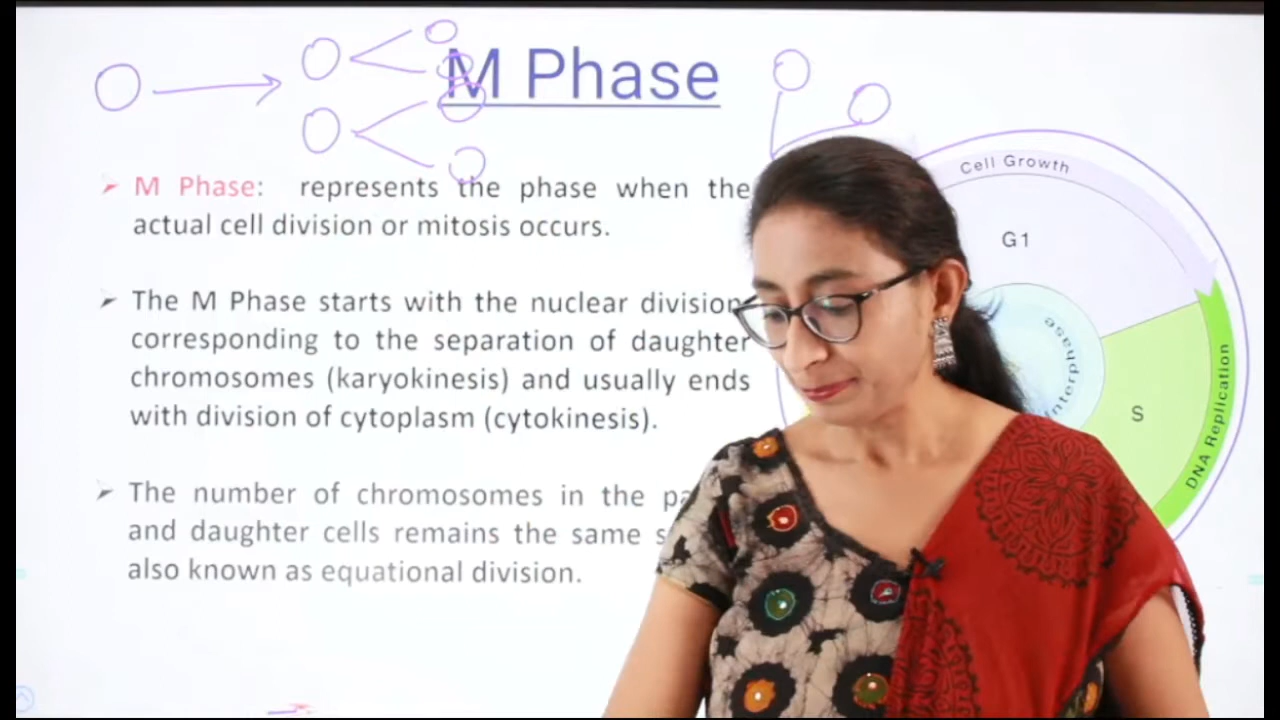 M Phase
M Phase: represents the phase when the
actual cell division or mitosis occurs.
The M Phase starts with the nuclear division
corresponding to the separation of daughter
chromosomes (karyokinesis) and usually ends
with division of cytoplasm (cytokinesis).
The number of chromosomes in the
and daughter cells remains the same
also known as equational division.
Cell Growth
G1
Interphase
S
DNA Replication